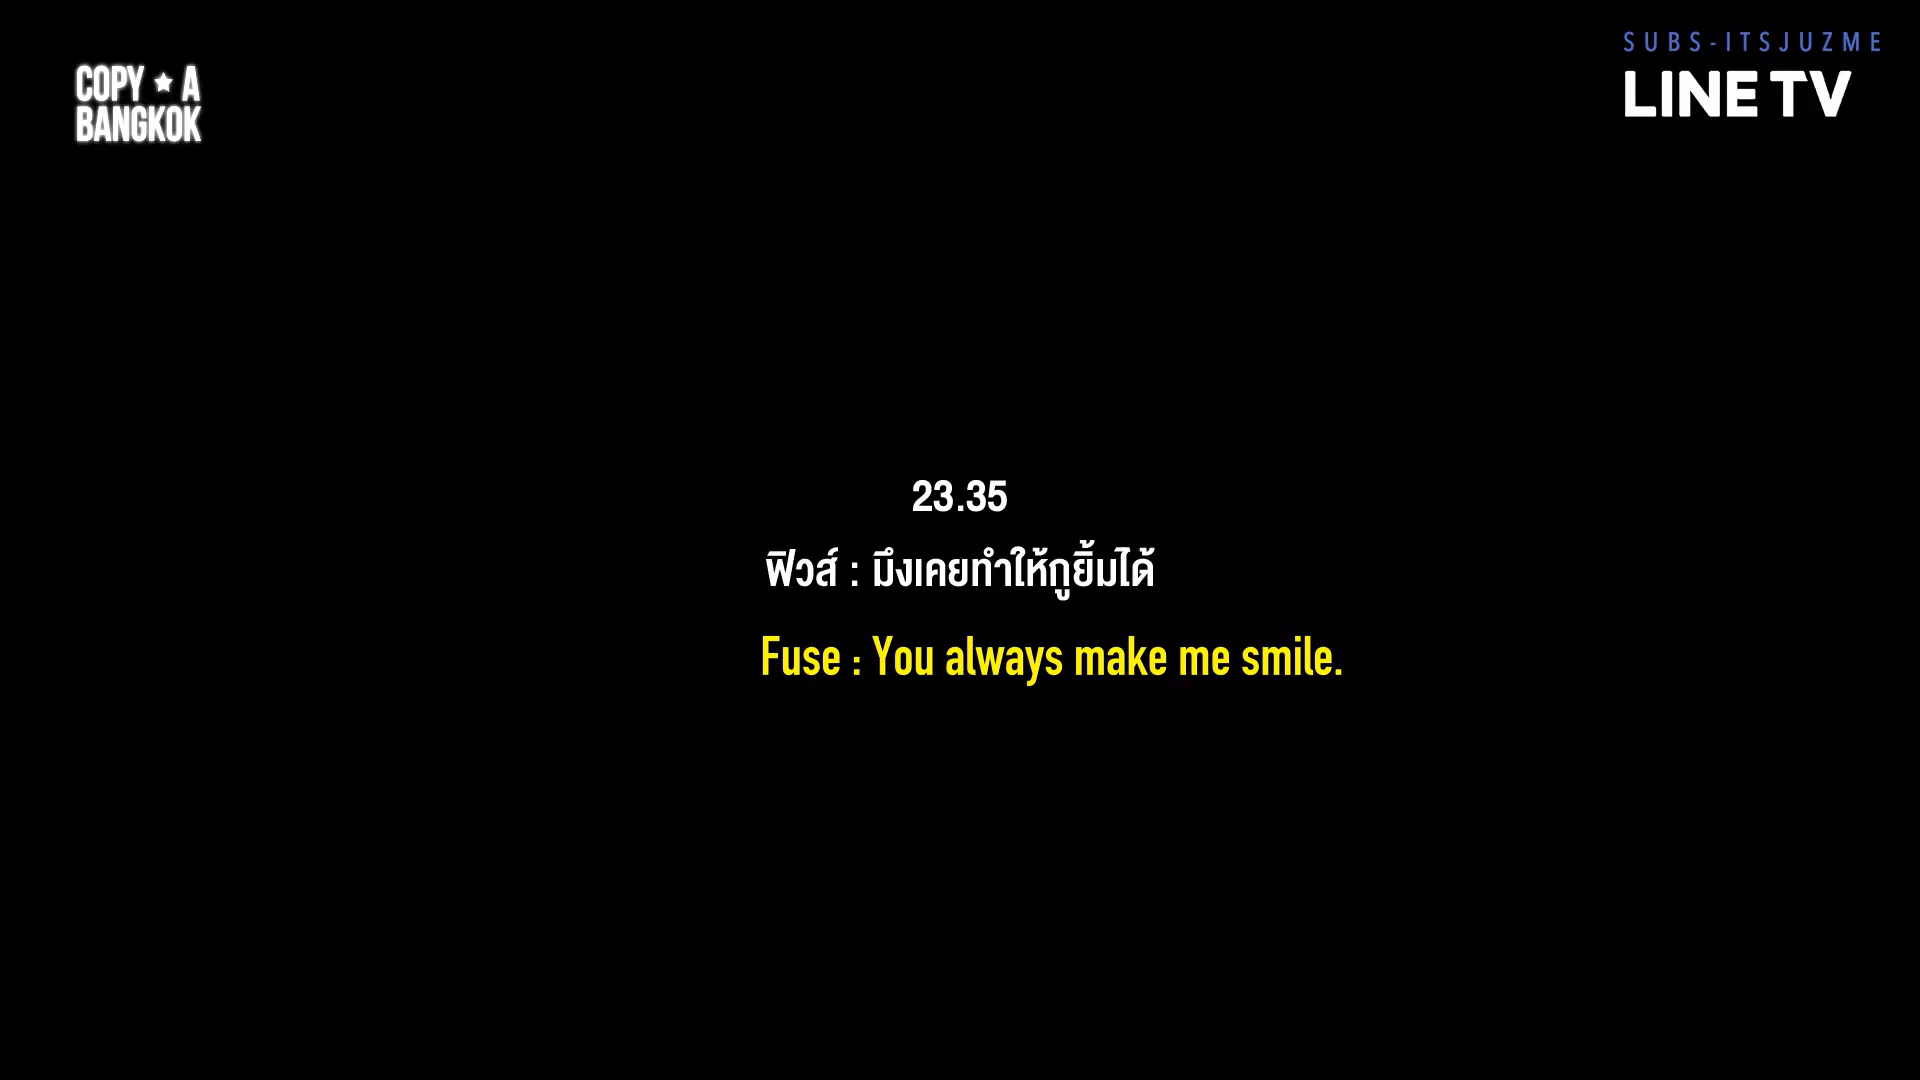 SUBS-ITSJUZME
COPY ★ A
BANGKOK
LINE TV
23.35
ฟิวส์ : มึงเคยทำให้กูยิ้มได้
Fuse : You always make me smile.